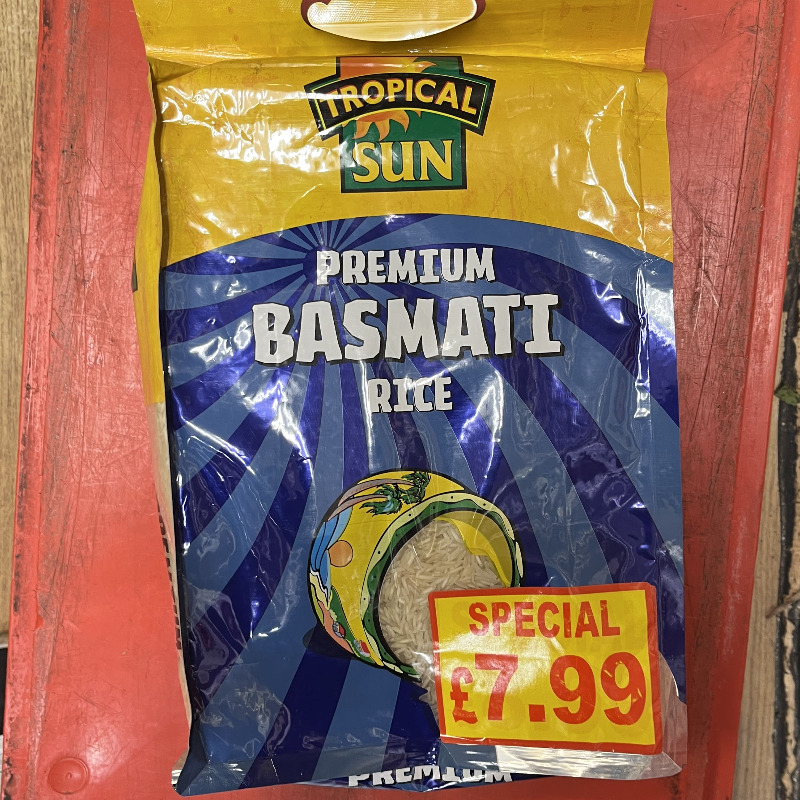 TROPICAL
SUN
PREMIUM
BASMATI
RICE
SPECIAL
£7.99
PREMIUM